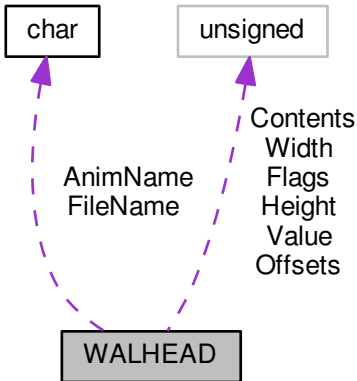 char
unsigned
AnimName
FileName
Contents
Width
Flags
Height
Value
Offsets
WALHEAD